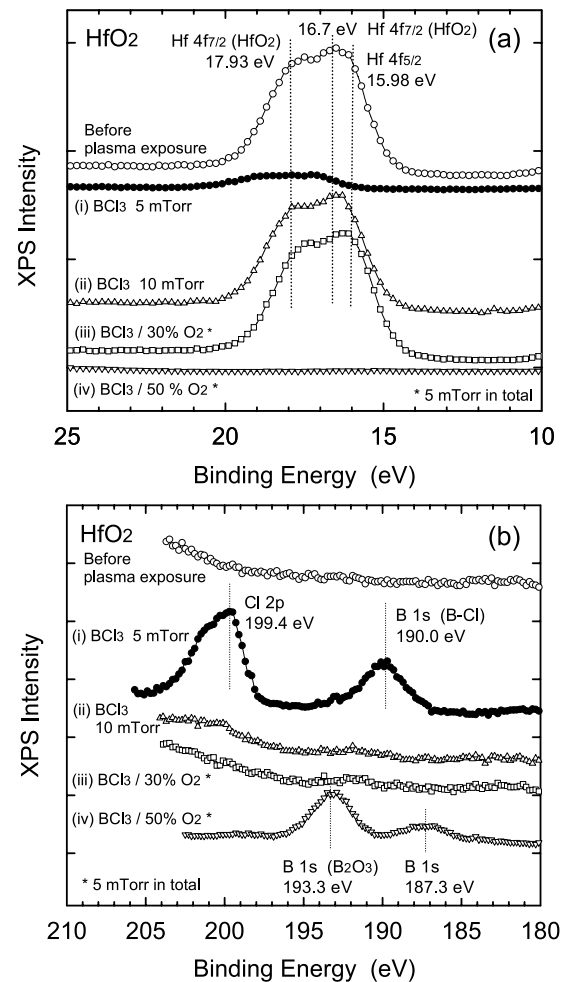 HfO2
(a)
Hf 4f7/2 (HfO2)
17.93 eV
16.7 eV
Hf 4f7/2 (HfO2)
Hf 4f5/2
15.98 eV
Before
plasma exposure
(i) BCl3 5 mTorr
(ii) BCl3 10 mTorr
(iii) BCl3 / 30% O2 *
(iv) BCl3 / 50 % O2 *
* 5 mTorr in total
XPS Intensity
25 20 15 10
Binding Energy (eV)
HfO2
(b)
Before
plasma exposure
Cl 2p
199.4 eV
B 1s (B-Cl)
190.0 eV
(i) BCl3 5 mTorr
(ii) BCl3
10 mTorr
(iii) BCl3 / 30% O2 *
(iv) BCl3 / 50% O2 *
B 1s (B2O3)
193.3 eV
B 1s
187.3 eV
* 5 mTorr in total
XPS Intensity
210 205 200 195 190 185 180
Binding Energy (eV)